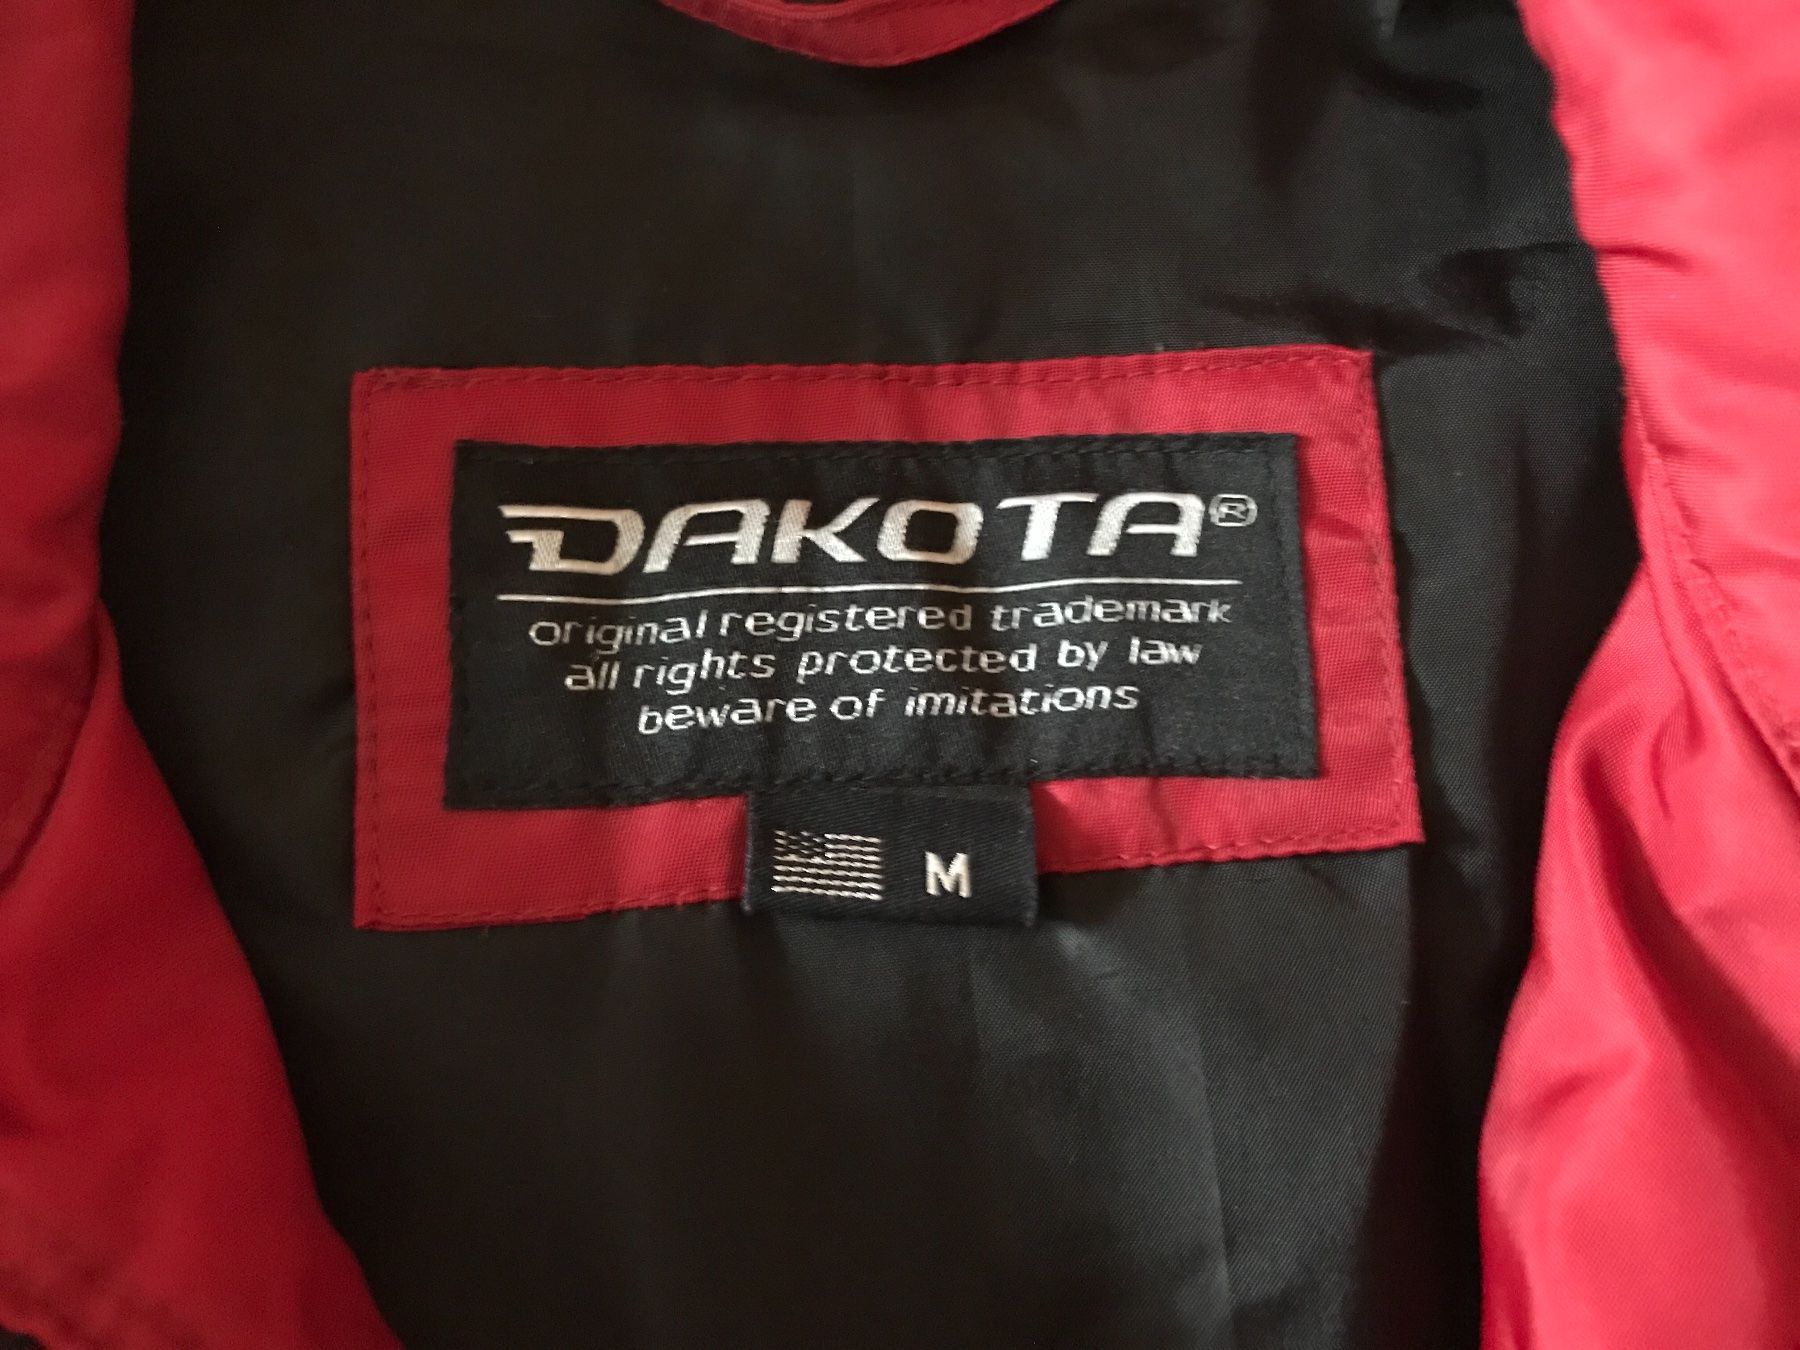 DAKOTA®
original registered trademark
all rights protected by law
beware of imitations
M